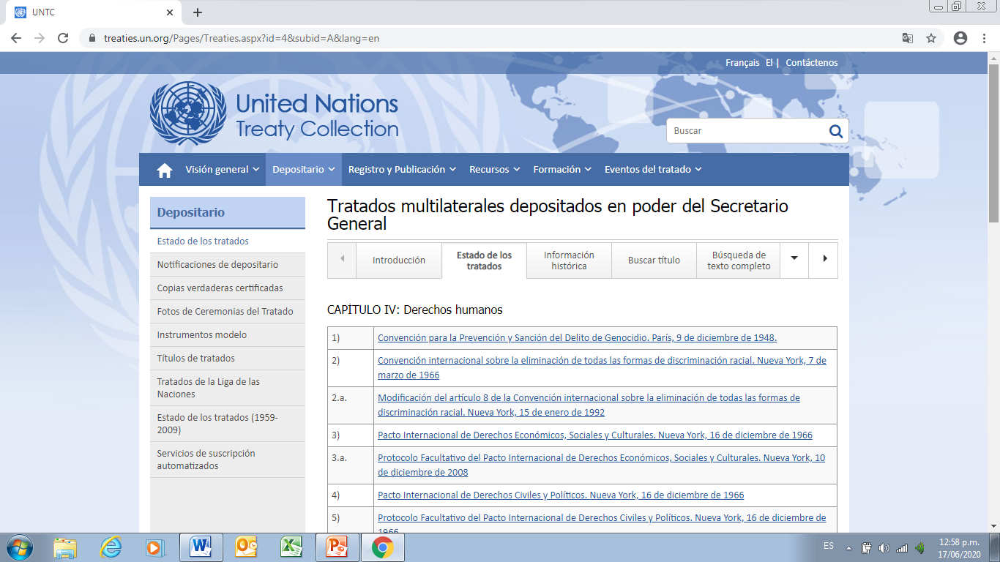 UNTC
treaties.un.org/Pages/Treaties.aspx?id=4&subid=A&lang=en
Français El | Contáctenos
United Nations
Treaty Collection
Buscar
Visión general Depositario Registro y Publicación Recursos Formación Eventos del tratado
Depositario
Estado de los tratados
Notificaciones de depositario
Copias verdaderas certificadas
Fotos de Ceremonias del Tratado
Instrumentos modelo
Títulos de tratados
Tratados de la Liga de las
Naciones
Estado de los tratados (1959-
2009)
Servicios de suscripción
automatizados
Tratados multilaterales depositados en poder del Secretario
General
Introducción
Estado de los
tratados
Información
histórica
Buscar título
Búsqueda de
texto completo
CAPÍTULO IV: Derechos humanos
1) Convención para la Prevención y Sanción del Delito de Genocidio. París, 9 de diciembre de 1948.
2) Convención internacional sobre la eliminación de todas las formas de discriminación racial. Nueva York, 7 de
marzo de 1966
2.a. Modificación del artículo 8 de la Convención internacional sobre la eliminación de todas las formas de
discriminación racial. Nueva York, 15 de enero de 1992
3) Pacto Internacional de Derechos Económicos, Sociales y Culturales. Nueva York, 16 de diciembre de 1966
3.a. Protocolo Facultativo del Pacto Internacional de Derechos Económicos, Sociales y Culturales. Nueva York, 10
de diciembre de 2008
4) Pacto Internacional de Derechos Civiles y Políticos. Nueva York, 16 de diciembre de 1966
5) Protocolo Facultativo del Pacto Internacional de Derechos Civiles y Políticos. Nueva York, 16 de diciembre de
1966
ES
12:58 p.m.
17/06/2020